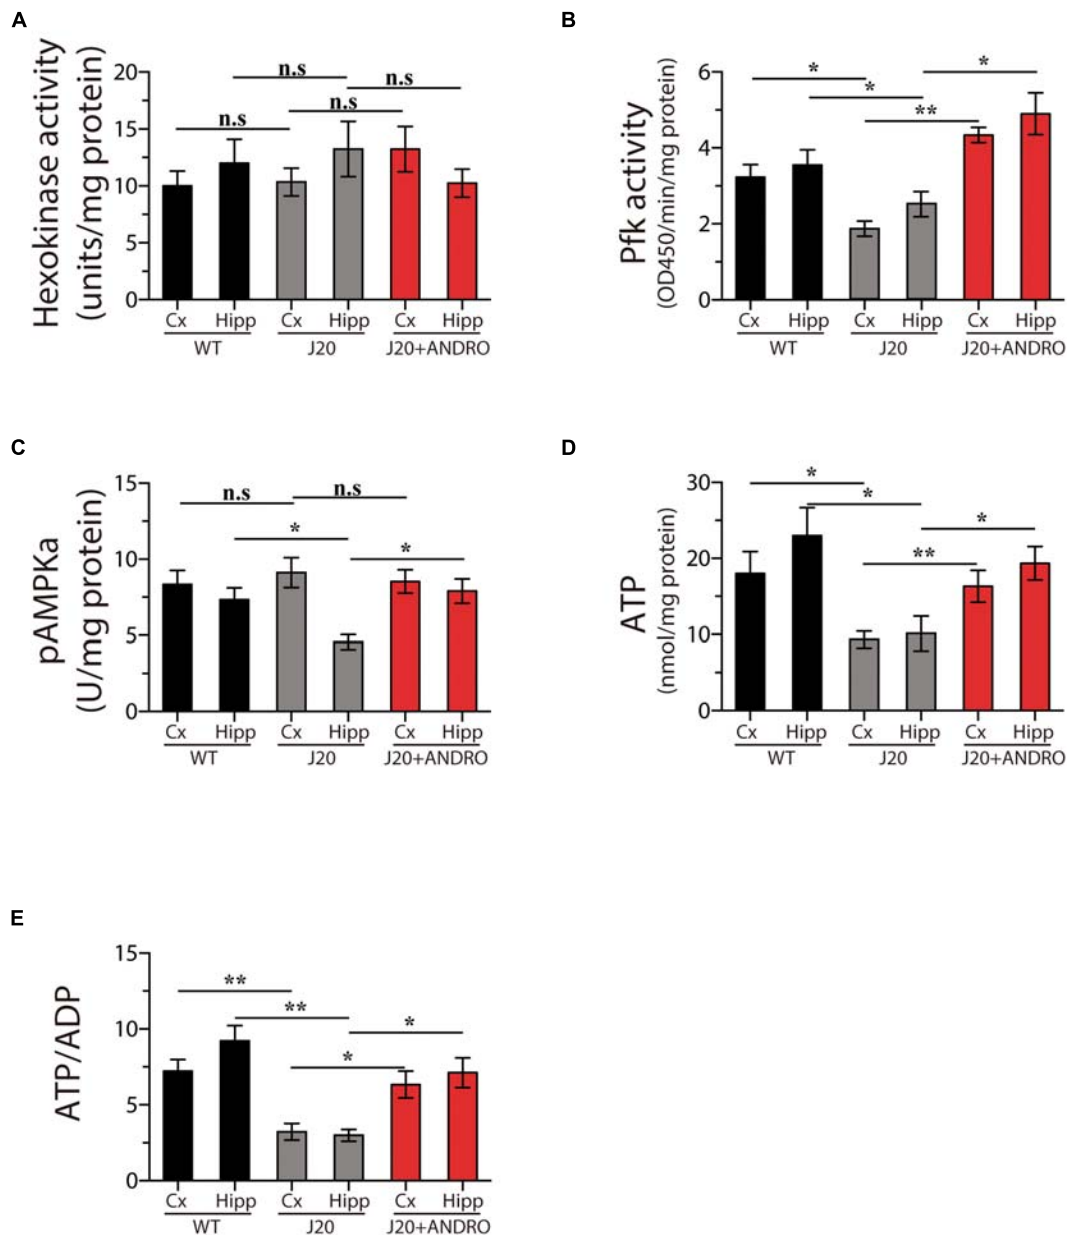 A
Hexokinase activity
(units/mg protein)
20
15
10
5
0
n.s
n.s
n.s
n.s
Cx Hipp Cx Hipp Cx Hipp
WT J20 J20+ANDRO
B
Pfk activity
(OD450/min/mg protein)
6
4
2
0
*
*
*
**
Cx Hipp Cx Hipp Cx Hipp
WT J20 J20+ANDRO
C
pAMPKa
(U/mg protein)
15
10
5
0
n.s
n.s
*
*
Cx Hipp Cx Hipp Cx Hipp
WT J20 J20+ANDRO
D
ATP
(nmol/mg protein)
30
20
10
0
*
*
*
**
Cx Hipp Cx Hipp Cx Hipp
WT J20 J20+ANDRO
E
ATP/ADP
15
10
5
0
**
**
*
*
Cx Hipp Cx Hipp Cx Hipp
WT J20 J20+ANDRO